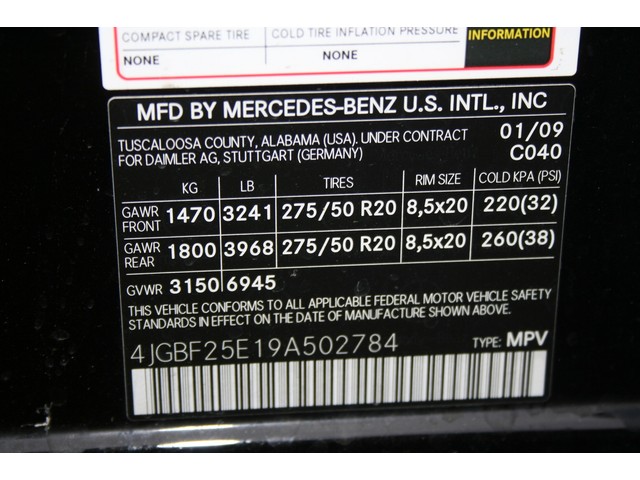 COMPACT SPARE TIRE COLD TIRE INFLATION PRESSURE
INFORMATION
NONE NONE
MFD BY MERCEDES-BENZ U.S. INTL., INC
TUSCALOOSA COUNTY, ALABAMA (USA). UNDER CONTRACT 01/09
FOR DAIMLER AG, STUTTGART (GERMANY) C040
KG LB TIRES RIM SIZE COLD KPA (PSI)
GAWR FRONT 1470 3241 275/50 R20 8,5x20 220(32)
GAWR REAR 1800 3968 275/50 R20 8,5x20 260(38)
GVWR 3150 6945
THIS VEHICLE CONFORMS TO ALL APPLICABLE FEDERAL MOTOR VEHICLE SAFETY
STANDARDS IN EFFECT ON THE DATE OF MANUFACTURE SHOWN ABOVE.
4JGBF25E19A502784 TYPE: MPV